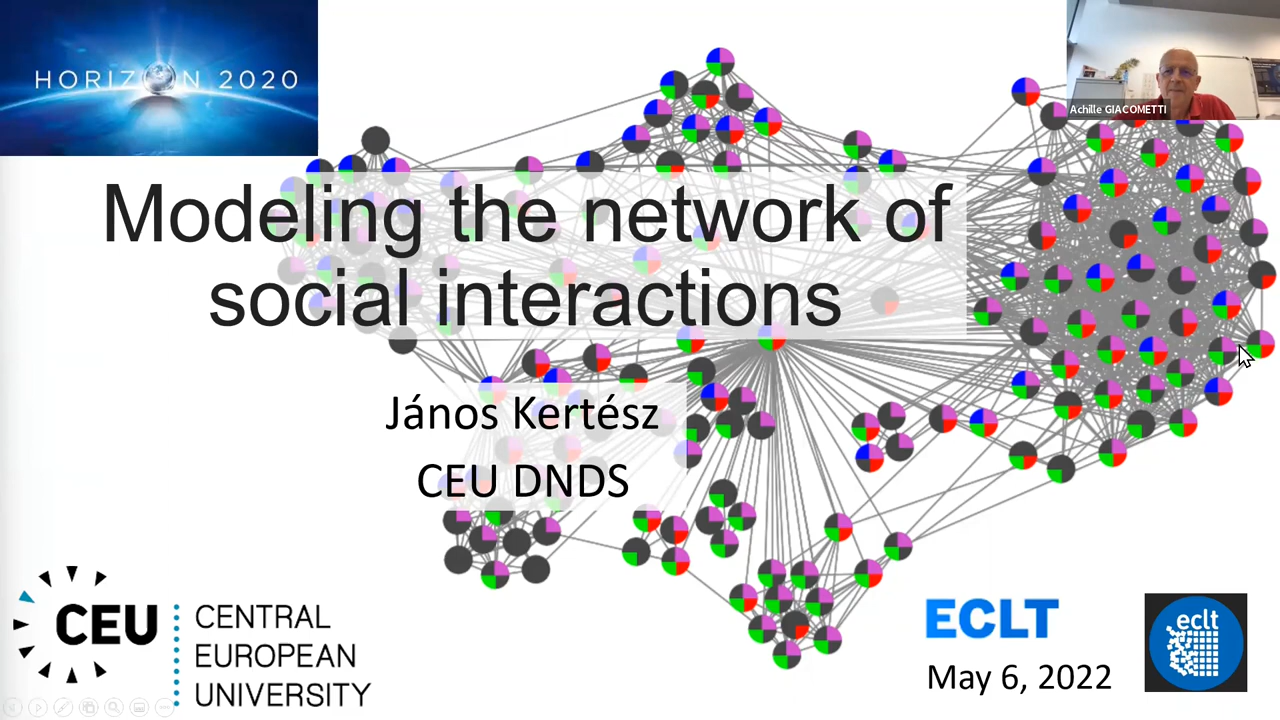 HORIZON 2020
Achille GIACOMETTI
Modeling the network of
social interactions
János Kertész
CEU DNDS
CEU
CENTRAL
EUROPEAN
UNIVERSITY
ECLT
eclt
May 6, 2022